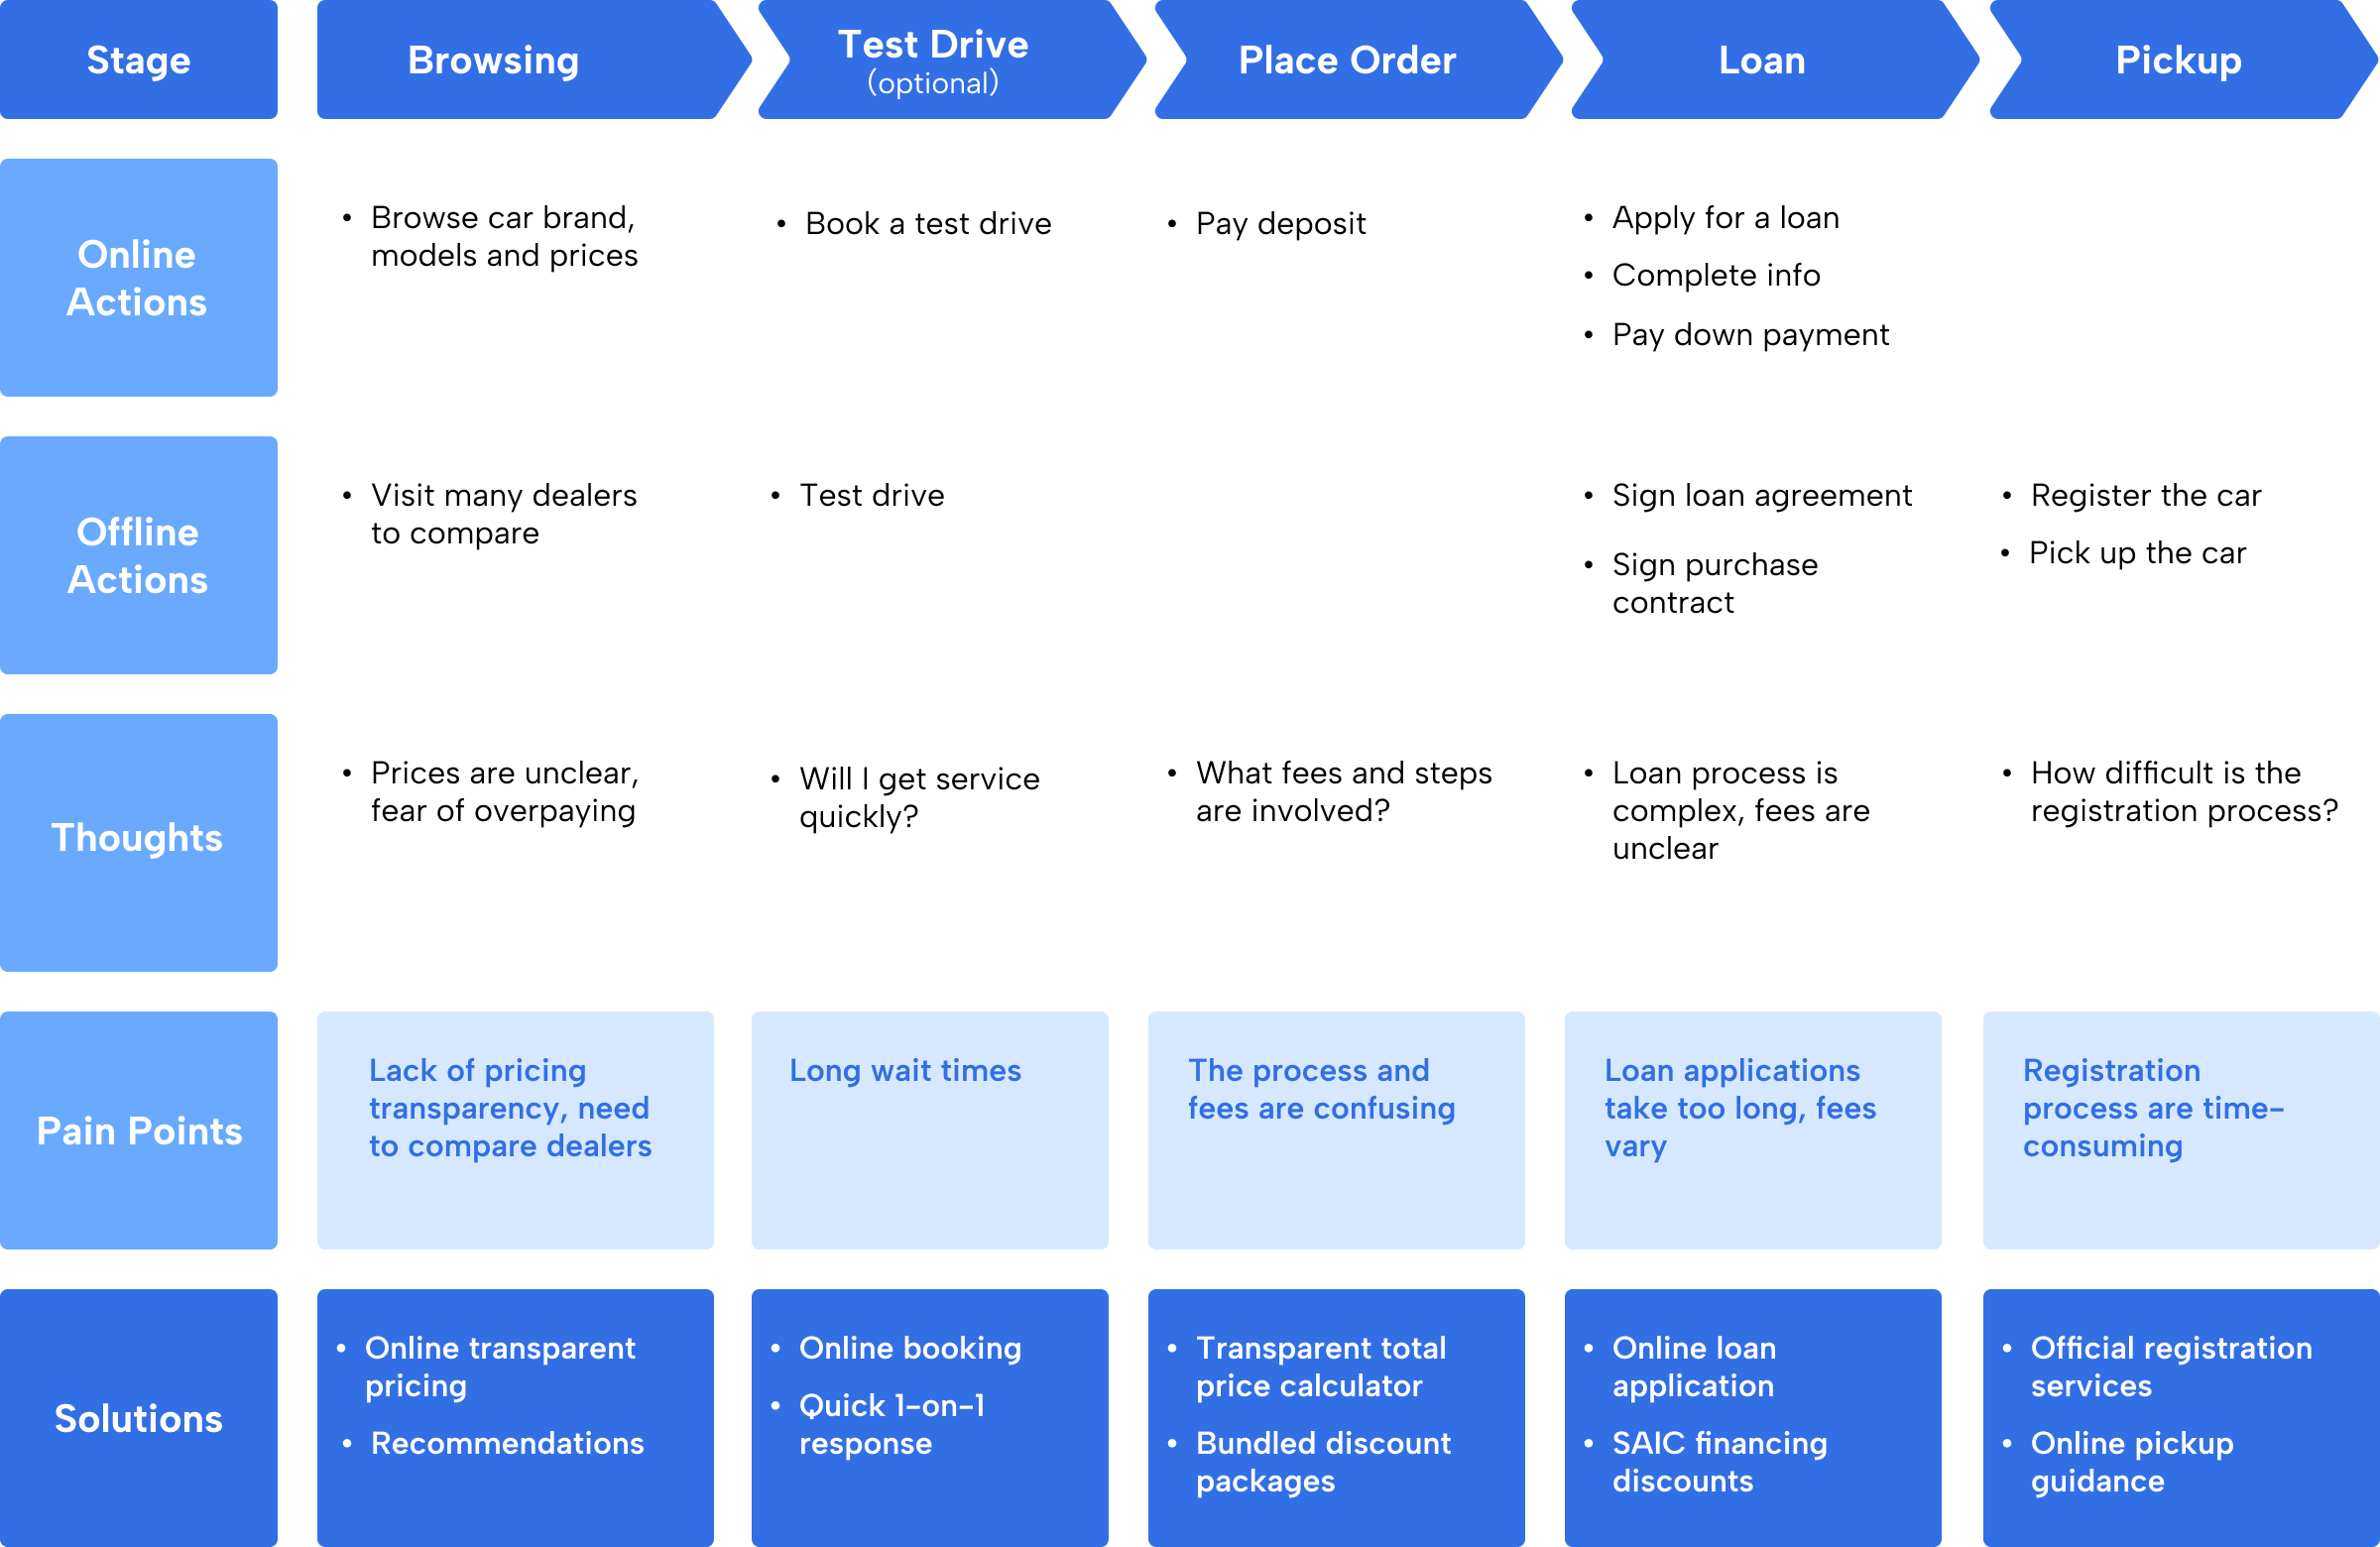 Stage
Browsing
Test Drive
(optional)
Place Order
Loan
Pickup
Online
Actions
• Browse car brand,
models and prices
• Book a test drive
• Pay deposit
• Apply for a loan
• Complete info
• Pay down payment
Offline
Actions
• Visit many dealers
to compare
• Test drive
• Sign loan agreement
• Sign purchase
contract
• Register the car
• Pick up the car
Thoughts
• Prices are unclear,
fear of overpaying
• Will I get service
quickly?
• What fees and steps
are involved?
• Loan process is
complex, fees are
unclear
• How difficult is the
registration process?
Pain Points
Lack of pricing
transparency, need
to compare dealers
Long wait times
The process and
fees are confusing
Loan applications
take too long, fees
vary
Registration
process are time-
consuming
Solutions
• Online transparent
pricing
• Recommendations
• Online booking
• Quick 1-on-1
response
• Transparent total
price calculator
• Bundled discount
packages
• Online loan
application
• SAIC financing
discounts
• Official registration
services
• Online pickup
guidance